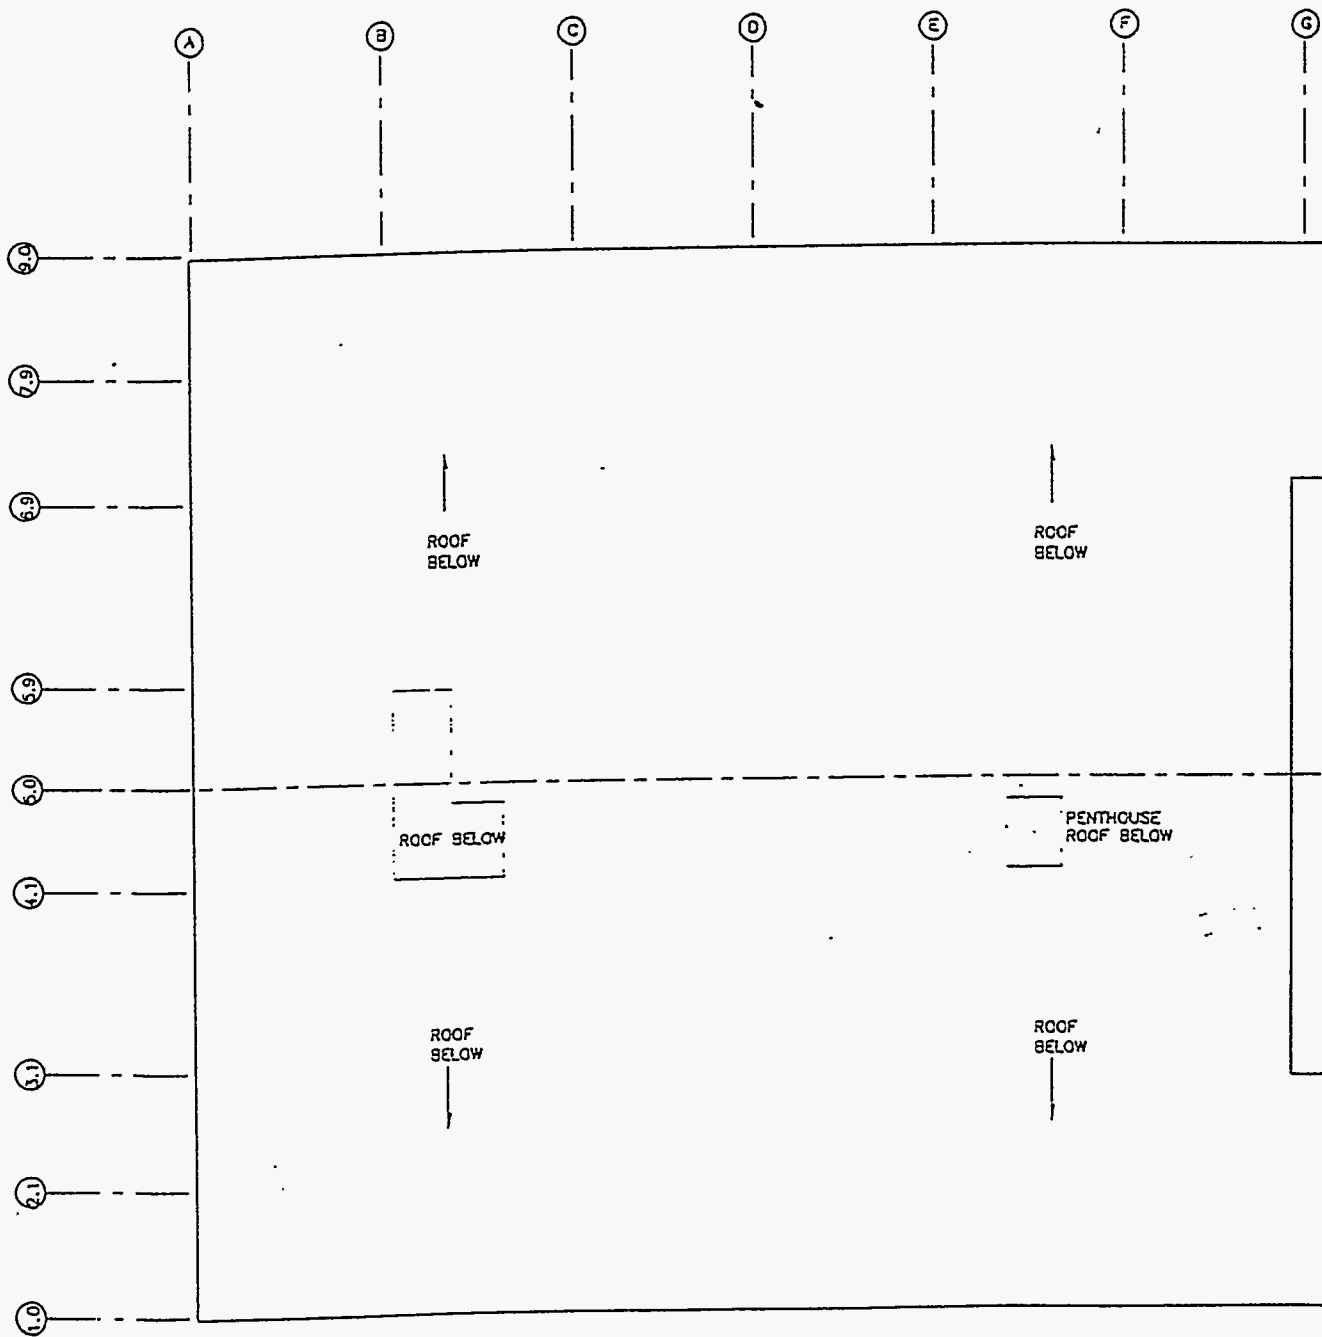 A
B
C
D
E
F
G
9.0
7.9
6.9
ROOF
BELOW
ROOF
BELOW
5.9
5.0
ROOF BELOW
PENTHOUSE
ROOF BELOW
4.1
ROOF
BELOW
ROOF
BELOW
3.1
2.1
1.0